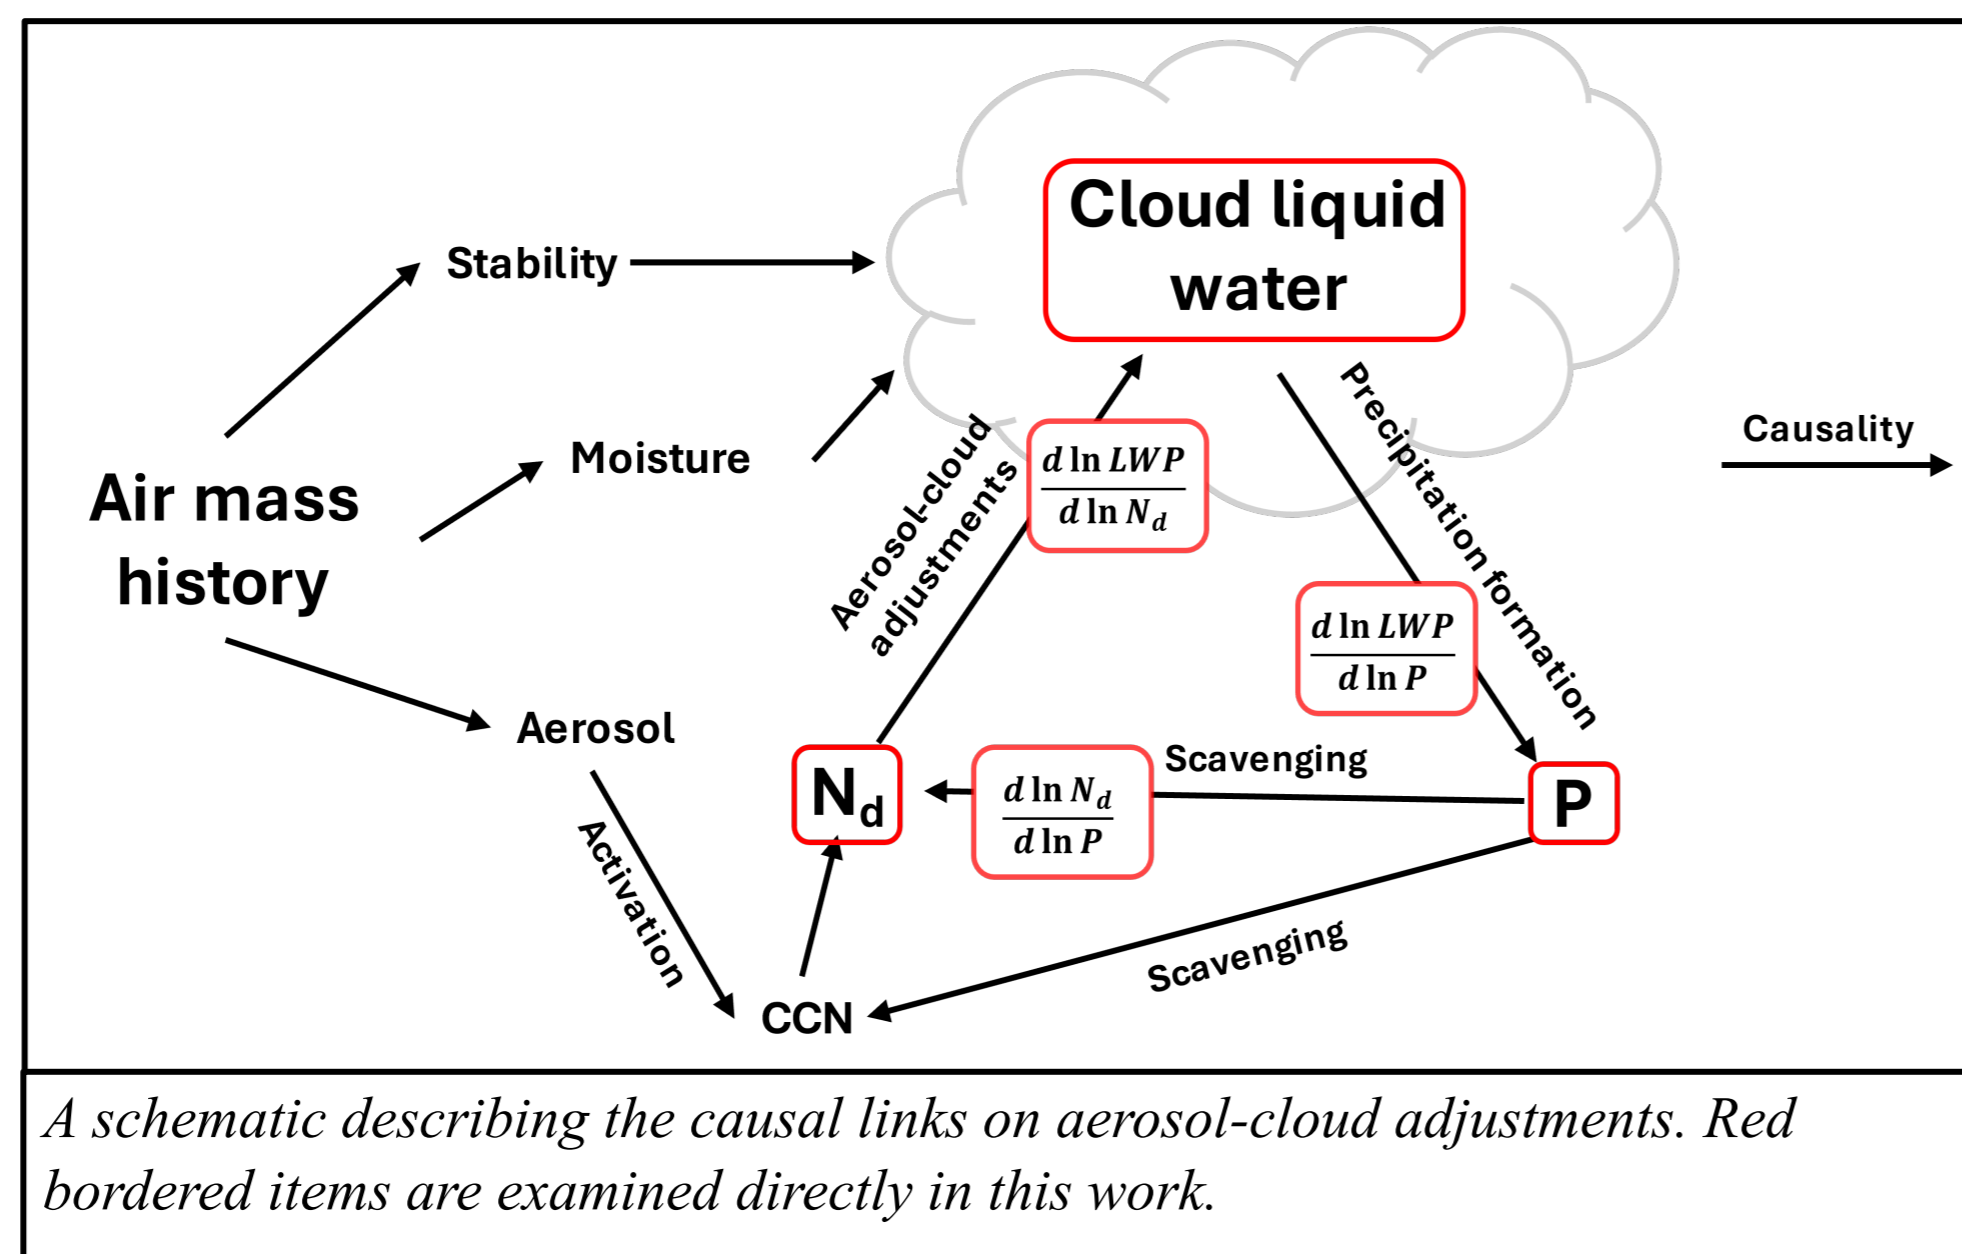 Cloud liquid
water
Stability
Moisture
Air mass
history
Aerosol-cloud
adjustments
d ln LWP
d ln N_d
Precipitation formation
Causality
d ln LWP
d ln P
Aerosol
Activation
N_d
d ln N_d
d ln P
Scavenging
P
Scavenging
CCN
A schematic describing the causal links on aerosol-cloud adjustments. Red
bordered items are examined directly in this work.